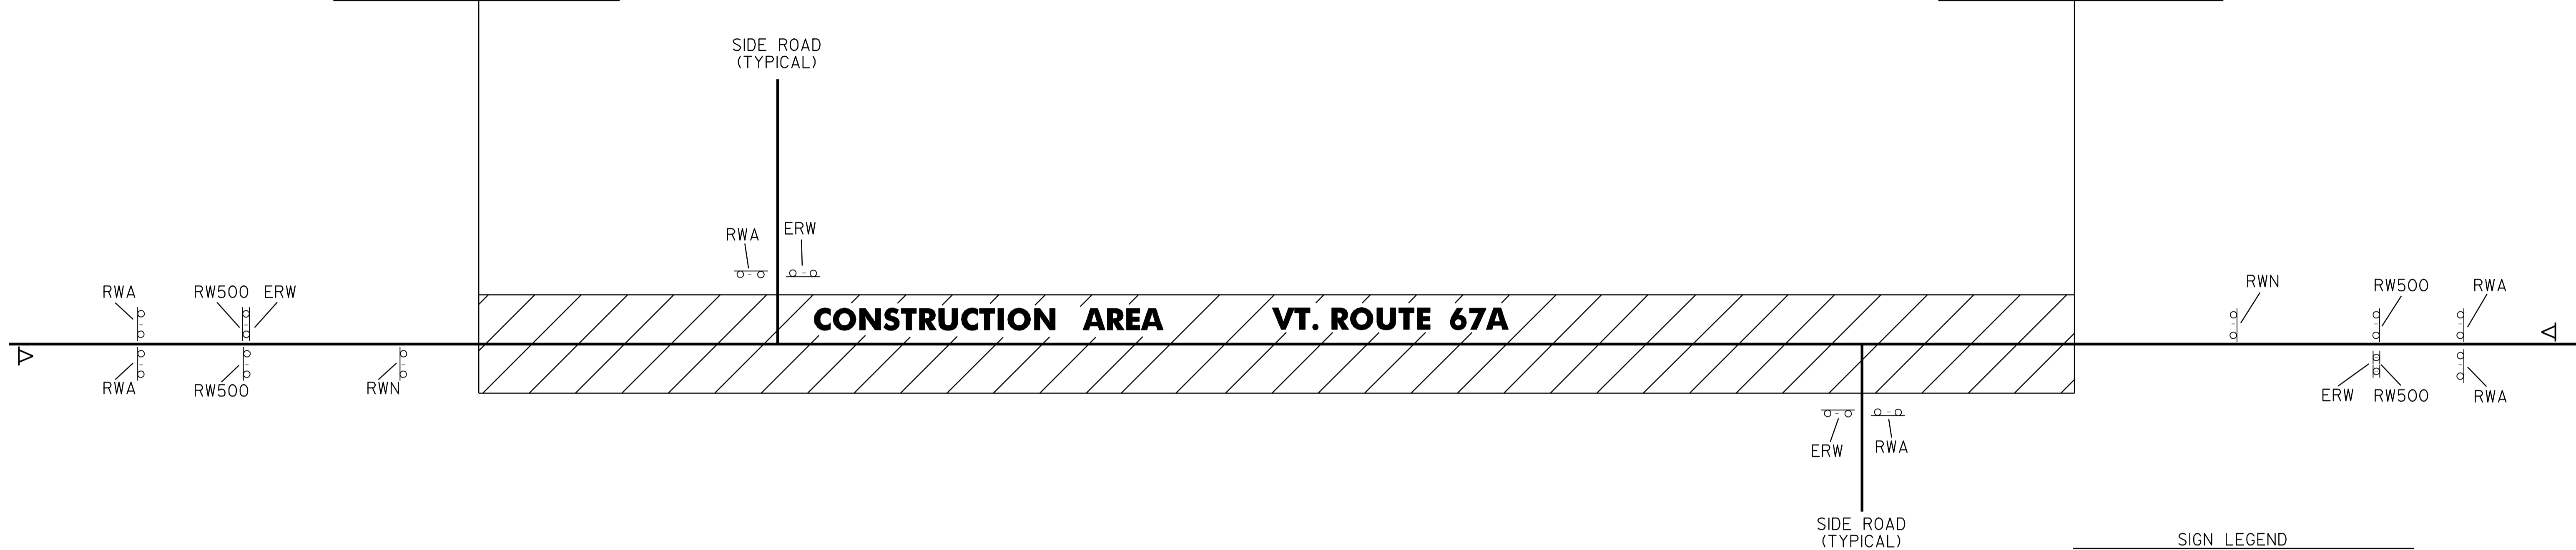 SIDE ROAD
(TYPICAL)
RWA
ERW
RWA
RW500
ERW
RWN
RW500
RWA
CONSTRUCTION AREA
VT. ROUTE 67A
RWA
RW500
RWN
ERW
RW500
RWA
ERW
RWA
SIDE ROAD
(TYPICAL)
SIGN LEGEND